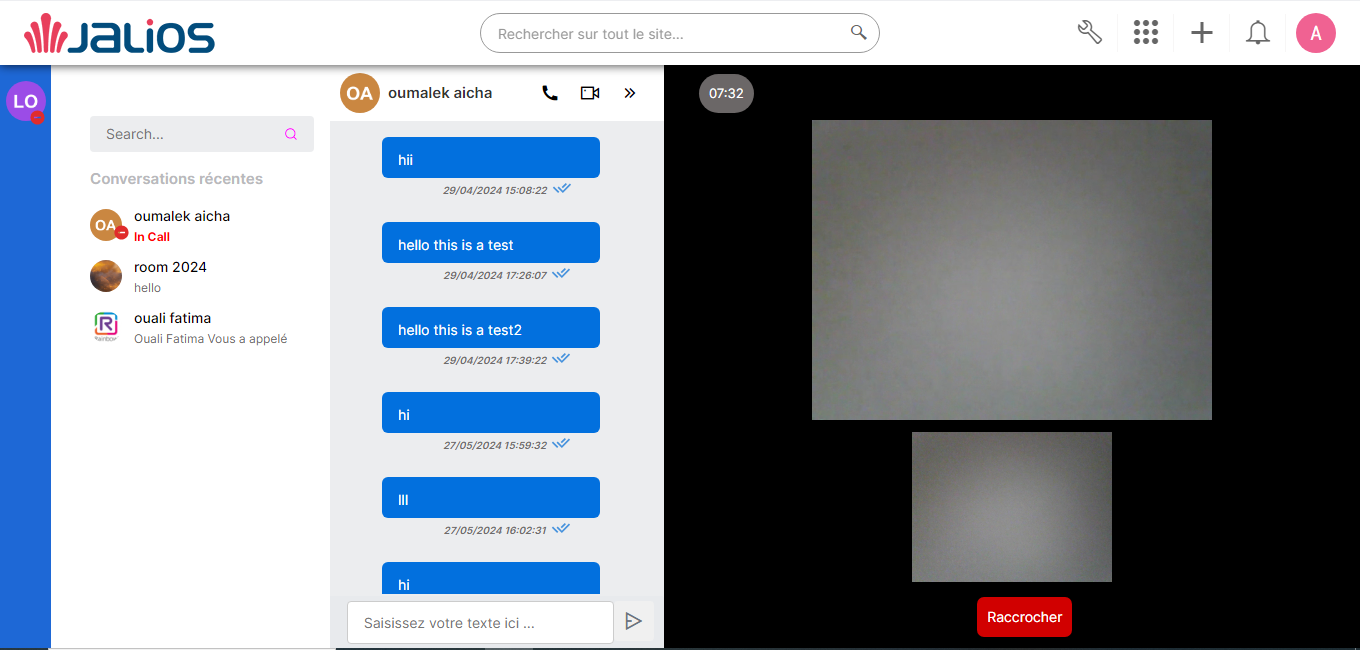 JALIOS
Rechercher sur tout le site...
A
LO
Search...
Conversations récentes
OA
oumalek aicha
In Call
room 2024
hello
R
Rainbow
ouali fatima
Ouali Fatima Vous a appelé
OA
oumalek aicha
hii
29/04/2024 15:08:22
hello this is a test
29/04/2024 17:26:07
hello this is a test2
29/04/2024 17:39:22
hi
27/05/2024 15:59:32
lll
27/05/2024 16:02:31
hi
Saisissez votre texte ici ...
07:32
Raccrocher